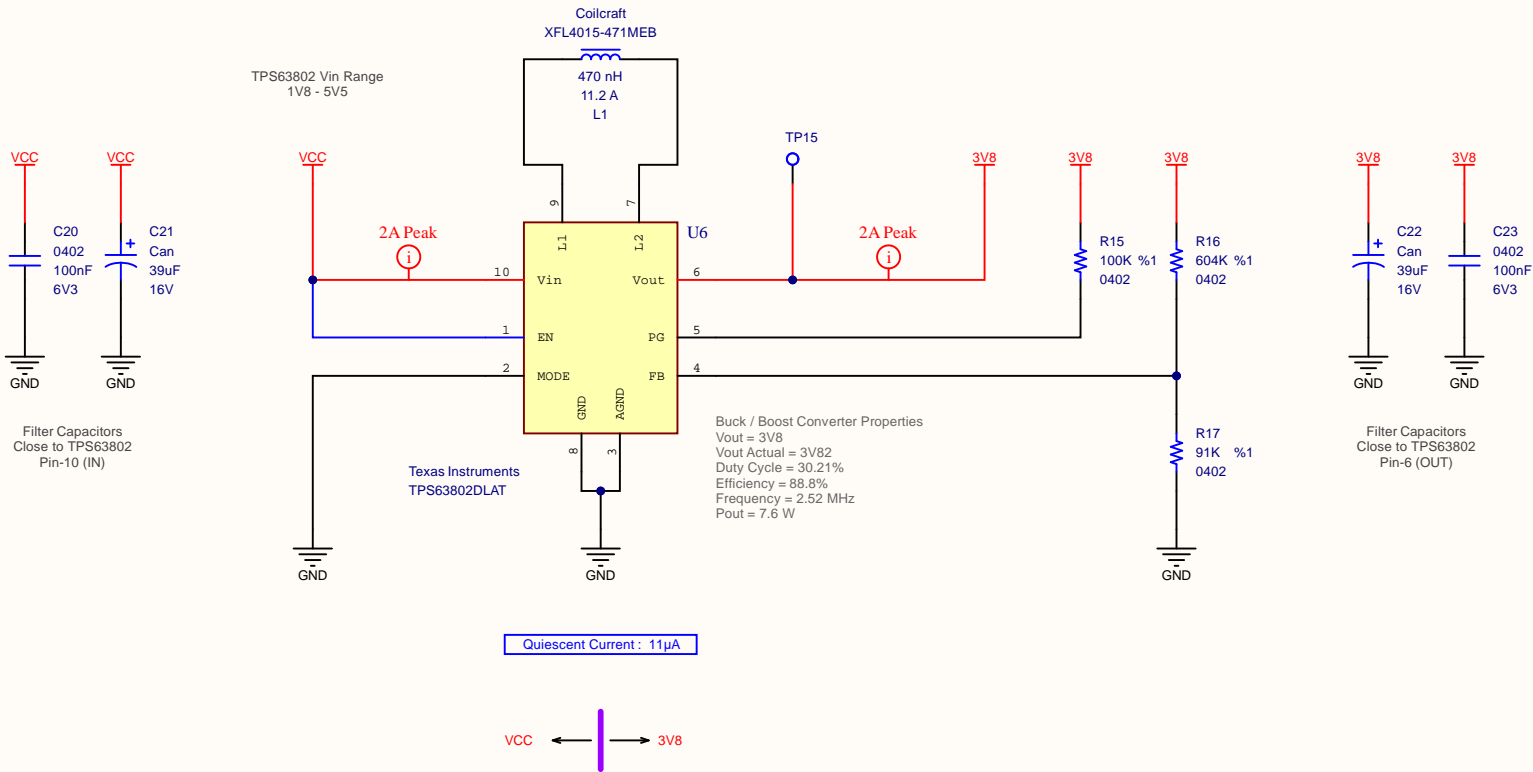 Coilcraft
XFL4015-471MEB
470 nH
11.2 A
L1
TPS63802 Vin Range
1V8 - 5V5
VCC
C20
0402
100nF
6V3
GND
VCC
+
C21
Can
39uF
16V
GND
Filter Capacitors
Close to TPS63802
Pin-10 (IN)
VCC
2A Peak
i
9
7
L1
L2
U6
10
Vin
Vout
6
1
EN
PG
5
2
MODE
FB
4
GND
AGND
8
3
Texas Instruments
TPS63802DLAT
GND
GND
TP15
2A Peak
i
3V8
3V8
R15
100K %1
0402
3V8
R16
604K %1
0402
R17
91K %1
0402
GND
Buck / Boost Converter Properties
Vout = 3V8
Vout Actual = 3V82
Duty Cycle = 30.21%
Efficiency = 88.8%
Frequency = 2.52 MHz
Pout = 7.6 W
3V8
+
C22
Can
39uF
16V
GND
3V8
C23
0402
100nF
6V3
GND
Filter Capacitors
Close to TPS63802
Pin-6 (OUT)
Quiescent Current : 11µA
VCC
3V8